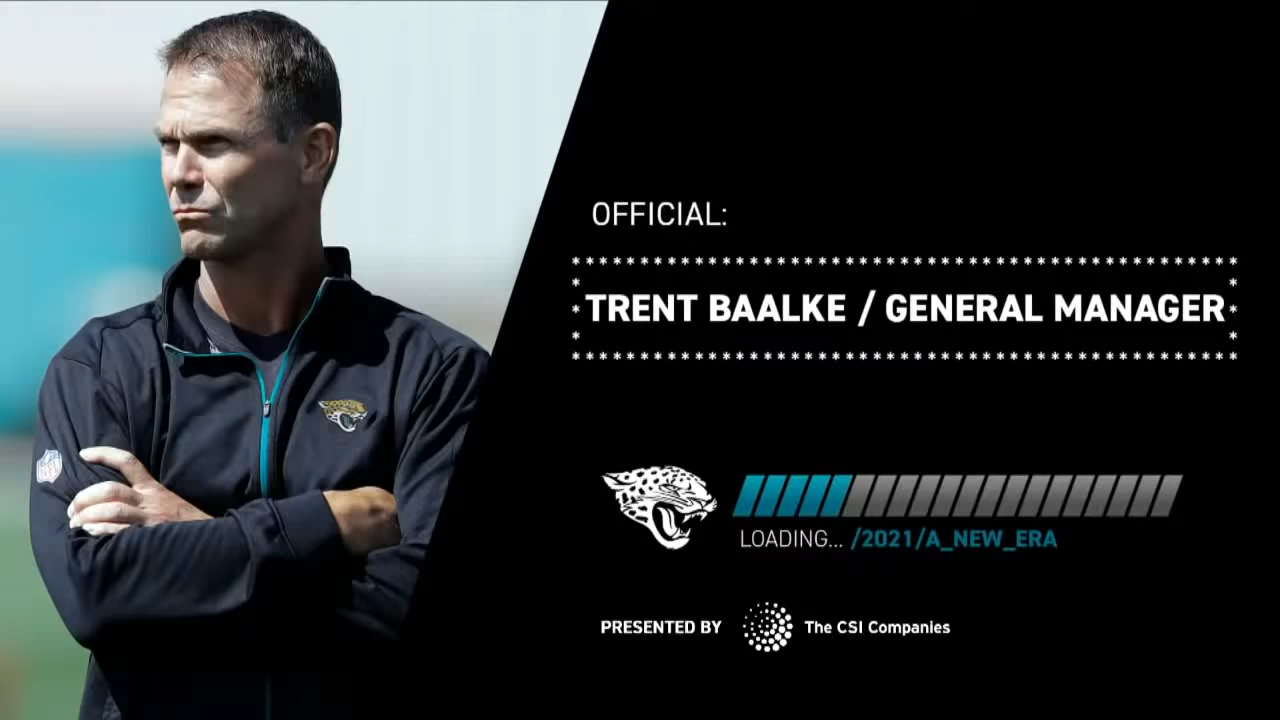 OFFICIAL:
TRENT BAALKE / GENERAL MANAGER
LOADING... /2021/A_NEW_ERA
PRESENTED BY The CSI Companies